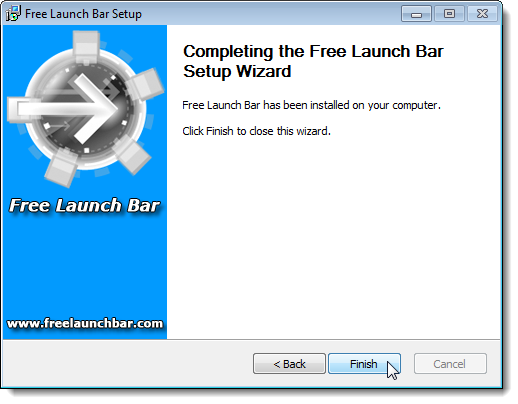 Free Launch Bar Setup
Completing the Free Launch Bar
Setup Wizard
Free Launch Bar has been installed on your computer.
Click Finish to close this wizard.
Free Launch Bar
www.freelaunchbar.com
< Back
Finish
Cancel